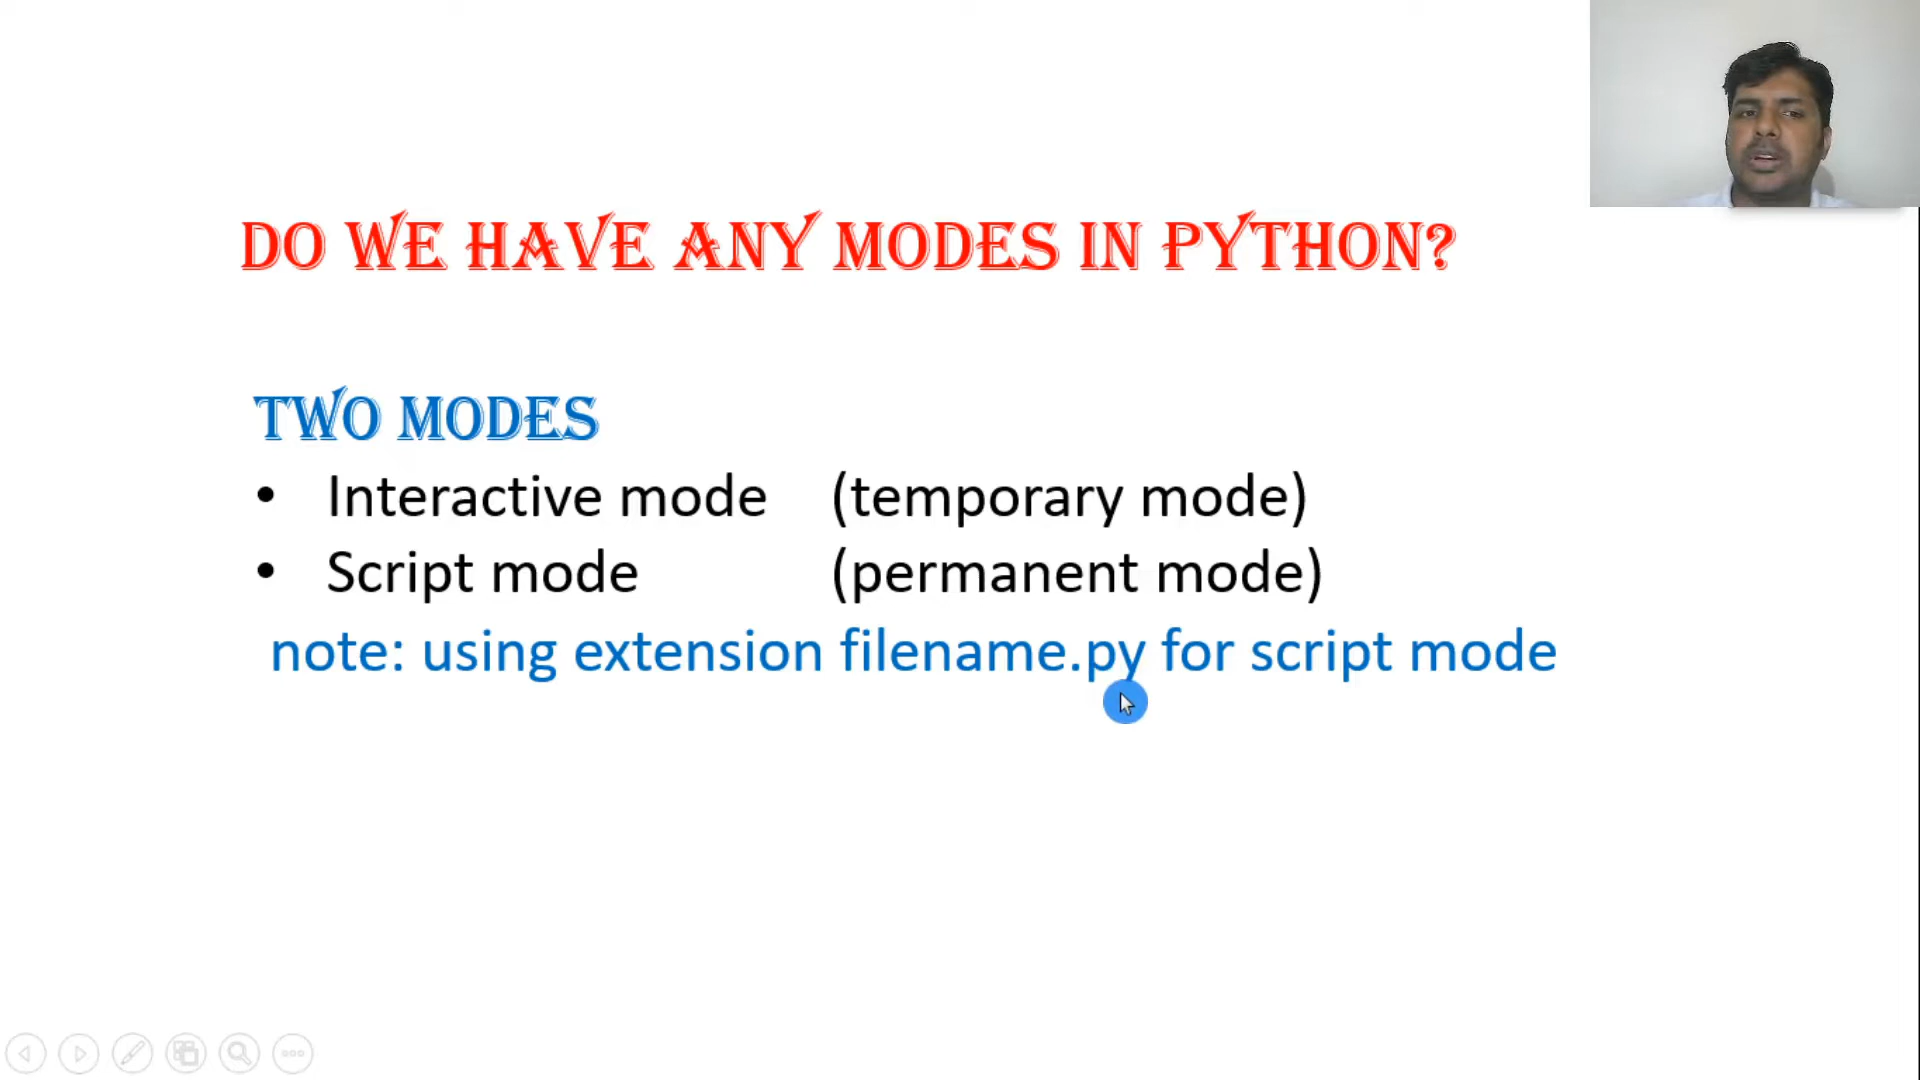 DO WE HAVE ANY MODES IN PYTHON?
TWO MODES
• Interactive mode (temporary mode)
• Script mode (permanent mode)
note: using extension filename.py for script mode